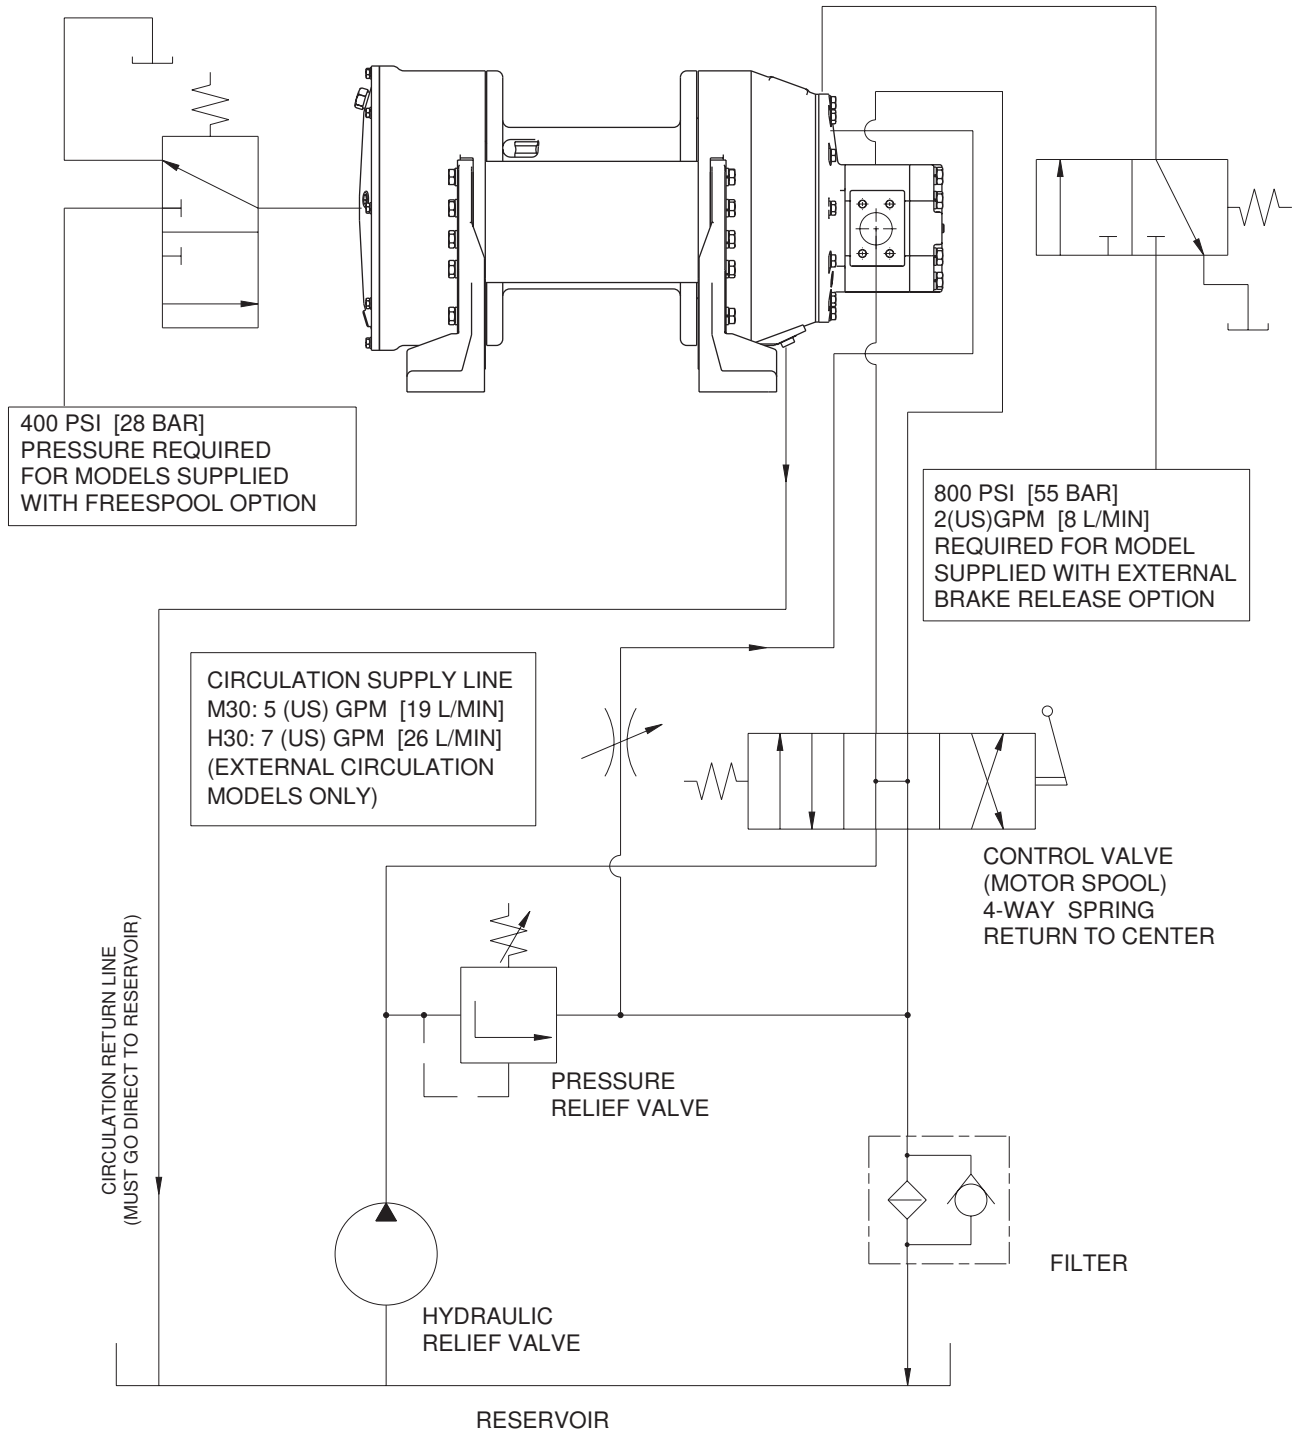 400 PSI [28 BAR]
PRESSURE REQUIRED
FOR MODELS SUPPLIED
WITH FREESPOOL OPTION
800 PSI [55 BAR]
2(US)GPM [8 L/MIN]
REQUIRED FOR MODEL
SUPPLIED WITH EXTERNAL
BRAKE RELEASE OPTION
CIRCULATION SUPPLY LINE
M30: 5 (US) GPM [19 L/MIN]
H30: 7 (US) GPM [26 L/MIN]
(EXTERNAL CIRCULATION
MODELS ONLY)
CONTROL VALVE
(MOTOR SPOOL)
4-WAY SPRING
RETURN TO CENTER
CIRCULATION RETURN LINE
(MUST GO DIRECT TO RESERVOIR)
PRESSURE
RELIEF VALVE
FILTER
HYDRAULIC
RELIEF VALVE
RESERVOIR